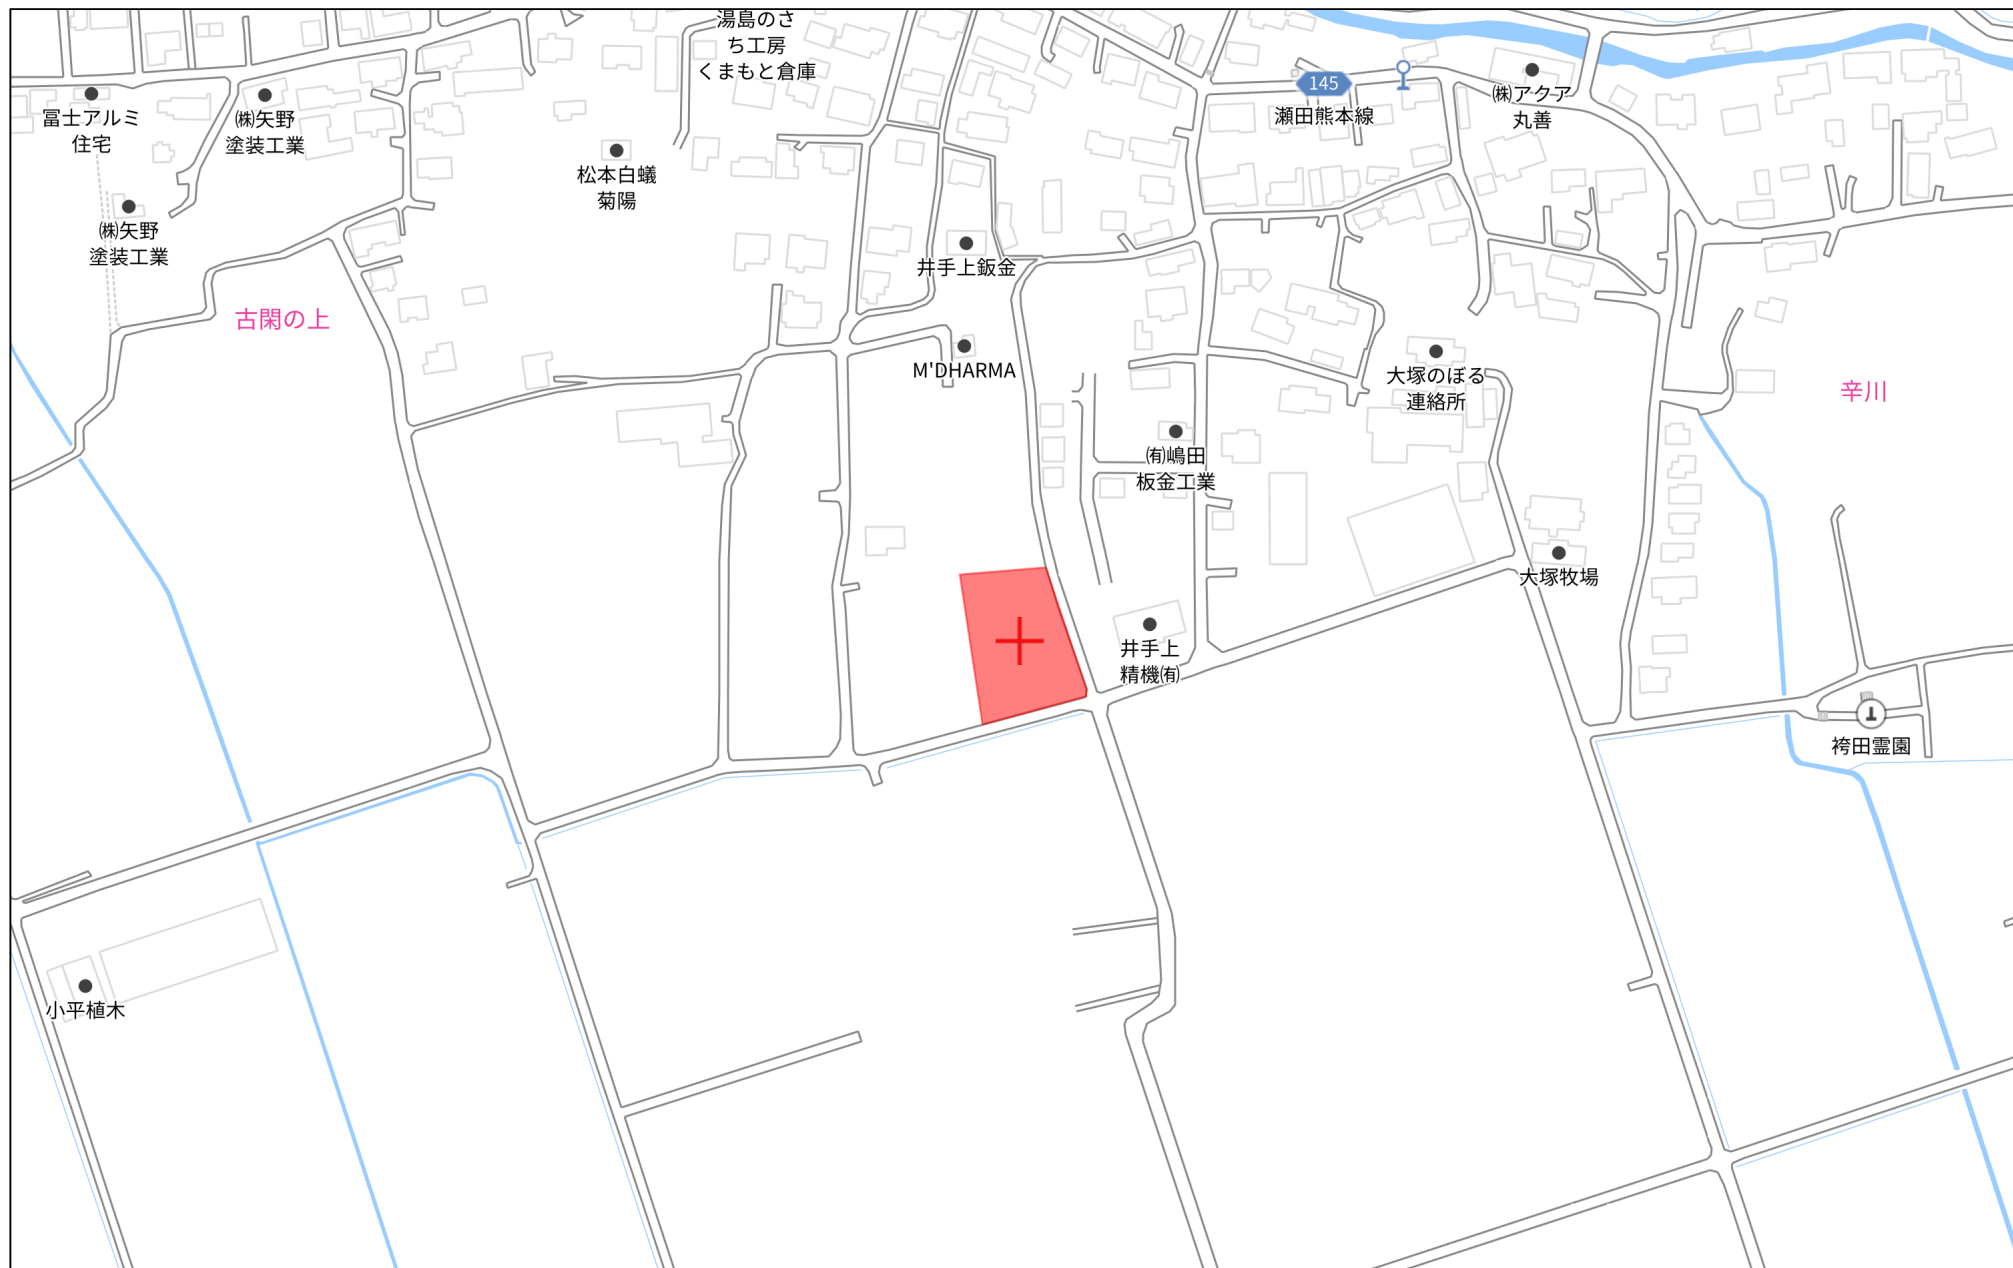 湯島のさ
ち工房
くまもと倉庫
145
瀬田熊本線
㈱アクア
丸善
冨士アルミ
住宅
㈱矢野
塗装工業
松本白蟻
菊陽
㈱矢野
塗装工業
井手上鈑金
古閑の上
M'DHARMA
大塚のぼる
連絡所
辛川
㈲嶋田
板金工業
大塚牧場
井手上
精機㈲
袴田霊園
小平植木